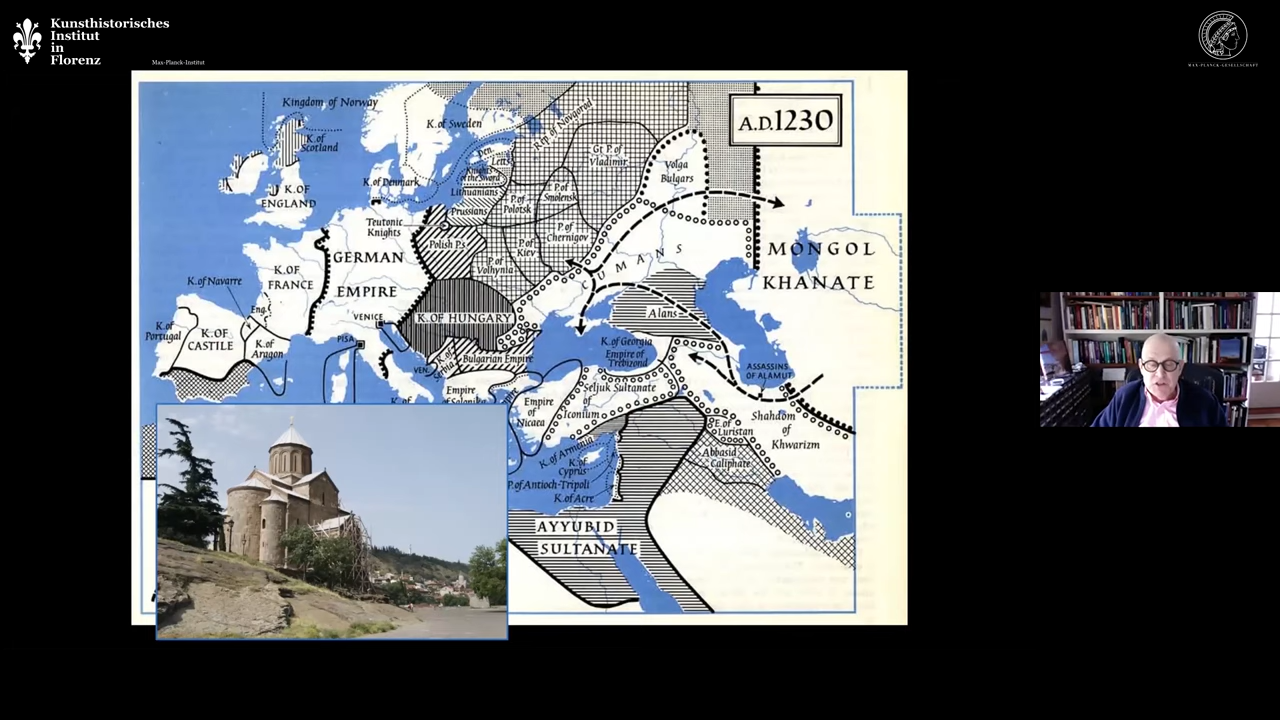 Kunsthistorisches
Institut
in
Florenz
Max-Planck-Institut
MAX-PLANCK-GESELLSCHAFT
A.D.1230
Kingdom of Norway
K.of Sweden
K.of
Scotland
Rep of Novgorod
Gt P. of
Vladimir
Volga
Bulgars
Letts
Knights
of the Sword
K.of Denmark
Lithuanians
K.OF
ENGLAND
P.of
Smolensk
P.of
Polotsk
Prussians
Teutonic
Knights
P.of
Chernigov
Polish Ps
P.of
Kiev
P.of
Volhynia
CUMANS
MONGOL
KHANATE
GERMAN
EMPIRE
K.OF
FRANCE
K.of Navarre
Eng.
VENICE
K.OF HUNGARY
Alans
K.of
Portugal
K.OF
CASTILE
K.of
Aragon
PISA
VEN.
K.of
Serbia
Bulgarian Empire
K.of Georgia
Empire of
Trebizond
ASSASSINS
OF ALAMUT
Empire
of Salonika
Seljuk Sultanate
of
Iconium
Empire
of
Nicaea
Shahdom
of
Khwarizm
E.of
Luristan
Abbasid
Caliphate
K.of Armenia
K.of
Cyprus
P.of Antioch-Tripoli
K.of Acre
AYYUBID
SULTANATE